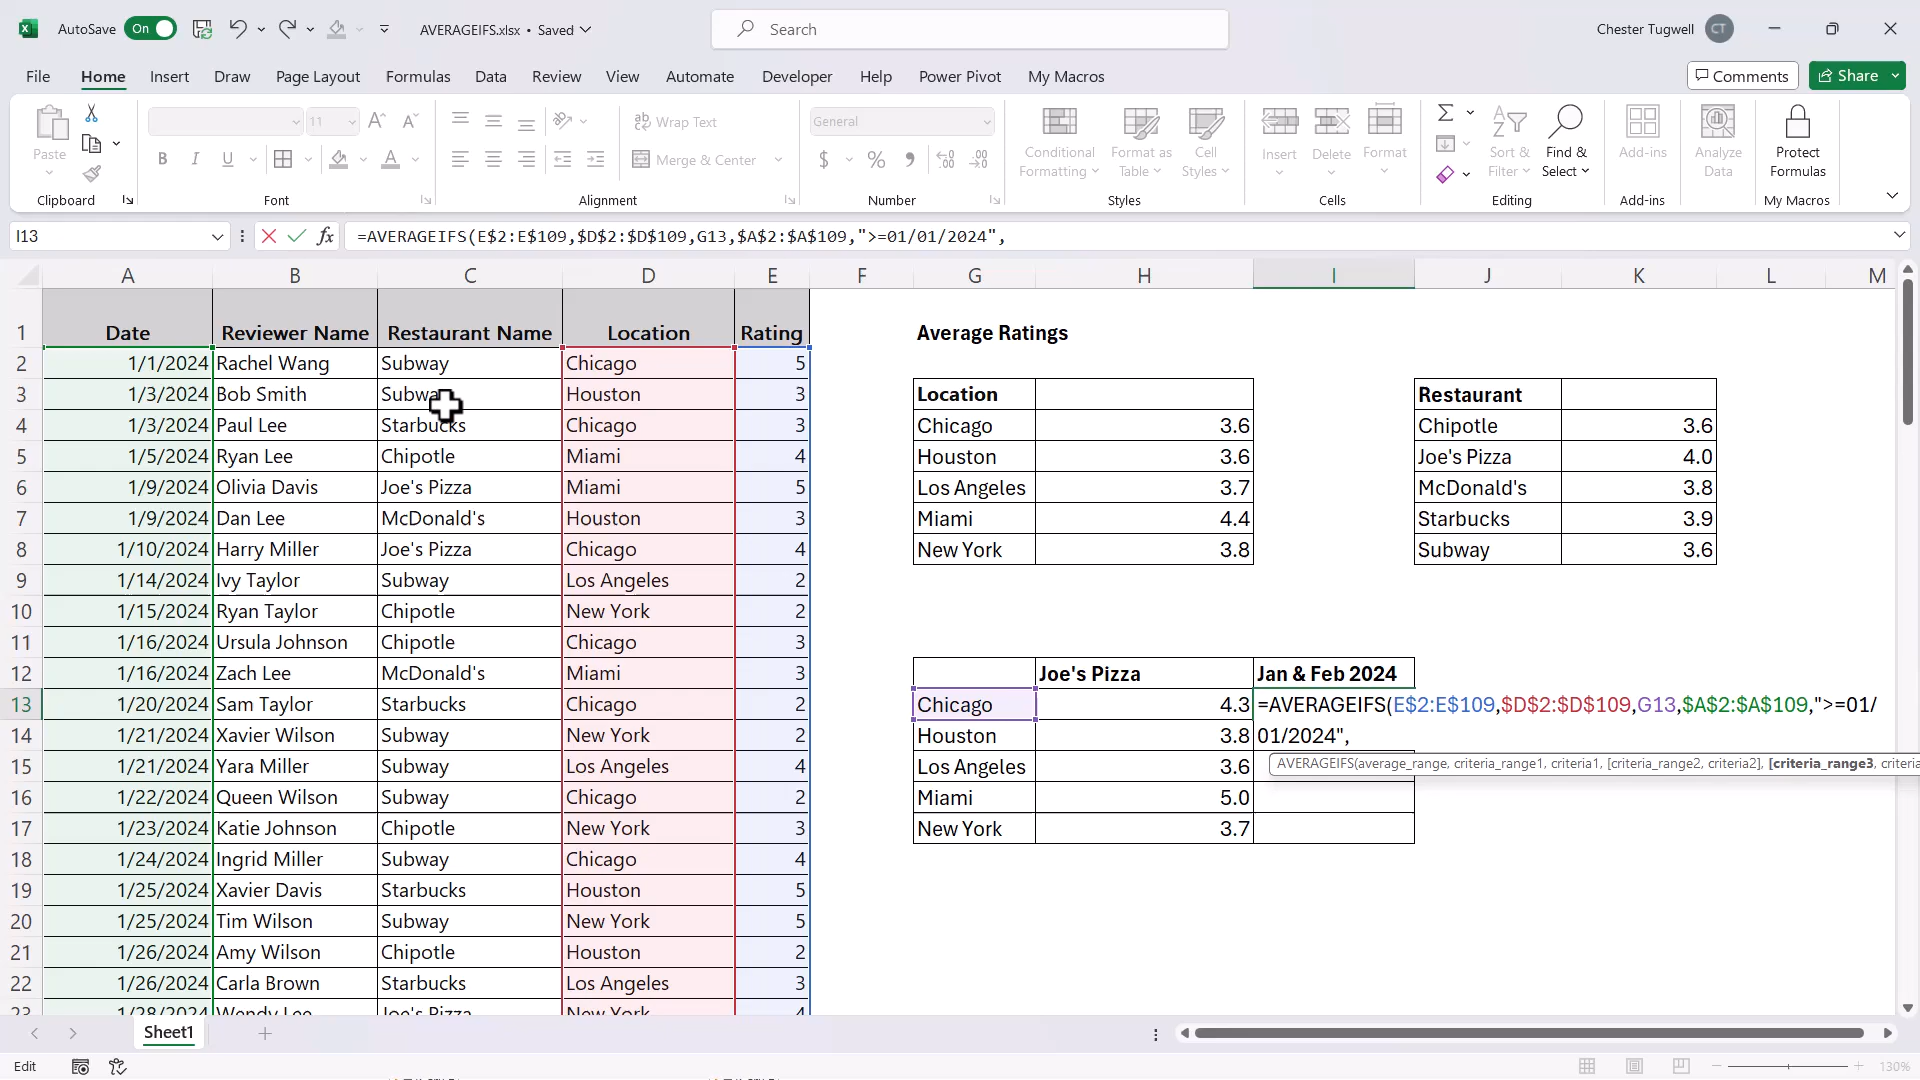 AutoSave On AVERAGEIFS.xlsx • Saved Search Chester Tugwell CT
File Home Insert Draw Page Layout Formulas Data Review View Automate Developer Help Power Pivot My Macros Comments Share
Paste 11 Wrap Text General Conditional Formatting Format as Table Cell Styles Insert Delete Format Sort & Filter Find & Select Add-ins Analyze Data Protect Formulas
B I U A Merge & Center $ %
Clipboard Font Alignment Number Styles Cells Editing Add-ins My Macros
I13 fx =AVERAGEIFS(E$2:E$109,$D$2:$D$109,G13,$A$2:$A$109,">=01/01/2024",
A B C D E F G H I J K L M
1 Date Reviewer Name Restaurant Name Location Rating Average Ratings
2 1/1/2024 Rachel Wang Subway Chicago 5
3 1/3/2024 Bob Smith Subway Houston 3 Location Restaurant
4 1/3/2024 Paul Lee Starbucks Chicago 3 Chicago 3.6 Chipotle 3.6
5 1/5/2024 Ryan Lee Chipotle Miami 4 Houston 3.6 Joe's Pizza 4.0
6 1/9/2024 Olivia Davis Joe's Pizza Miami 5 Los Angeles 3.7 McDonald's 3.8
7 1/9/2024 Dan Lee McDonald's Houston 3 Miami 4.4 Starbucks 3.9
8 1/10/2024 Harry Miller Joe's Pizza Chicago 4 New York 3.8 Subway 3.6
9 1/14/2024 Ivy Taylor Subway Los Angeles 2
10 1/15/2024 Ryan Taylor Chipotle New York 2
11 1/16/2024 Ursula Johnson Chipotle Chicago 3
12 1/16/2024 Zach Lee McDonald's Miami 3 Joe's Pizza Jan & Feb 2024
13 1/20/2024 Sam Taylor Starbucks Chicago 2 Chicago 4.3 =AVERAGEIFS(E$2:E$109,$D$2:$D$109,G13,$A$2:$A$109,">=01/
14 1/21/2024 Xavier Wilson Subway New York 2 Houston 3.8 01/2024",
15 1/21/2024 Yara Miller Subway Los Angeles 4 Los Angeles 3.6 AVERAGEIFS(average_range, criteria_range1, criteria1, [criteria_range2, criteria2], [criteria_range3, criteria
16 1/22/2024 Queen Wilson Subway Chicago 2 Miami 5.0
17 1/23/2024 Katie Johnson Chipotle New York 3 New York 3.7
18 1/24/2024 Ingrid Miller Subway Chicago 4
19 1/25/2024 Xavier Davis Starbucks Houston 5
20 1/25/2024 Tim Wilson Subway New York 5
21 1/26/2024 Amy Wilson Chipotle Houston 2
22 1/26/2024 Carla Brown Starbucks Los Angeles 3
23 1/28/2024 Wendy Lee Joe's Pizza New York 4
Sheet1
Edit 130%